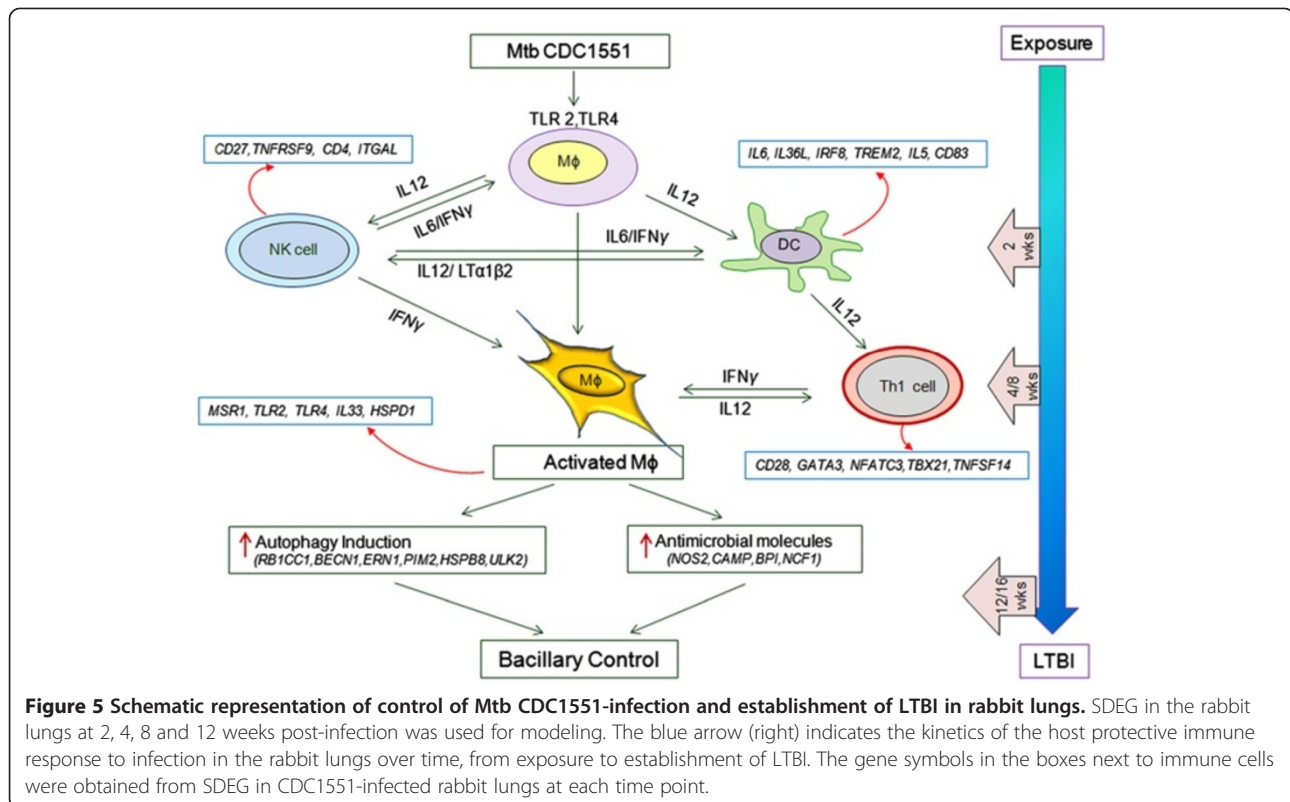 Mtb CDC1551
Exposure
TLR 2,TLR4
Mϕ
CD27,TNFRSF9, CD4, ITGAL
IL6, IL36L, IRF8, TREM2, IL5, CD83
IL12
IL6/IFNγ
IL12
NK cell
IL6/IFNγ
IL12/ LTα1β2
DC
2
wks
IFNγ
IL12
Mϕ
IFNγ
IL12
Th1 cell
4/8
wks
MSR1, TLR2, TLR4, IL33, HSPD1
Activated Mϕ
CD28, GATA3, NFATC3,TBX21,TNFSF14
Autophagy Induction
(RB1CC1,BECN1,ERN1,PIM2,HSPB8,ULK2)
Antimicrobial molecules
(NOS2,CAMP,BPI,NCF1)
12/16
wks
Bacillary Control
LTBI
Figure 5 Schematic representation of control of Mtb CDC1551-infection and establishment of LTBI in rabbit lungs. SDEG in the rabbit
lungs at 2, 4, 8 and 12 weeks post-infection was used for modeling. The blue arrow (right) indicates the kinetics of the host protective immune
response to infection in the rabbit lungs over time, from exposure to establishment of LTBI. The gene symbols in the boxes next to immune cells
were obtained from SDEG in CDC1551-infected rabbit lungs at each time point.